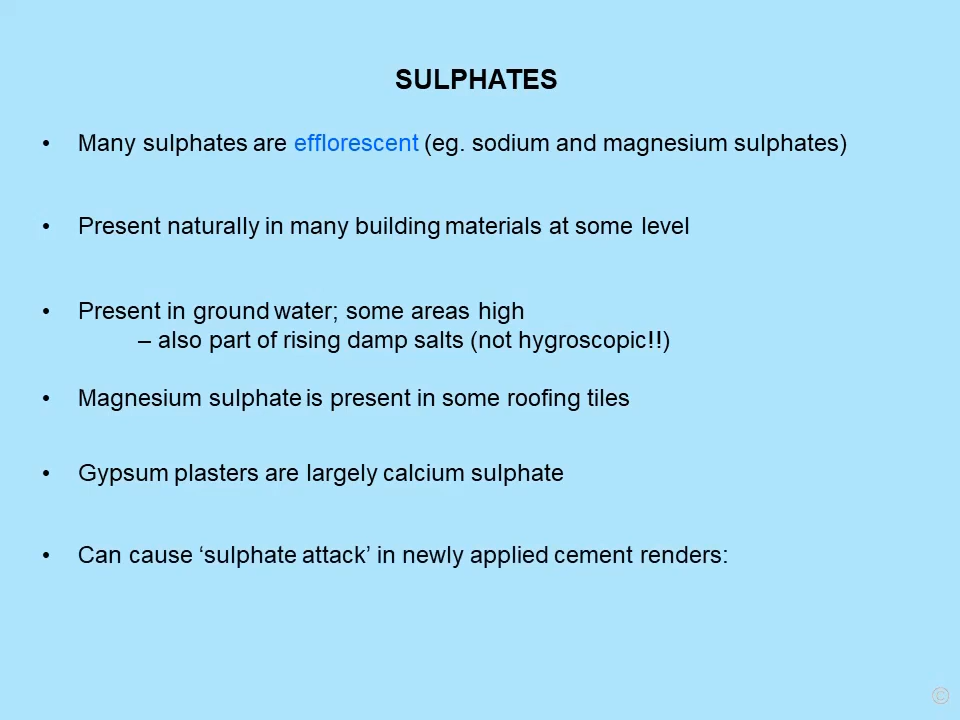 SULPHATES
• Many sulphates are efflorescent (eg. sodium and magnesium sulphates)
• Present naturally in many building materials at some level
• Present in ground water; some areas high
– also part of rising damp salts (not hygroscopic!!)
• Magnesium sulphate is present in some roofing tiles
• Gypsum plasters are largely calcium sulphate
• Can cause ‘sulphate attack’ in newly applied cement renders:
©